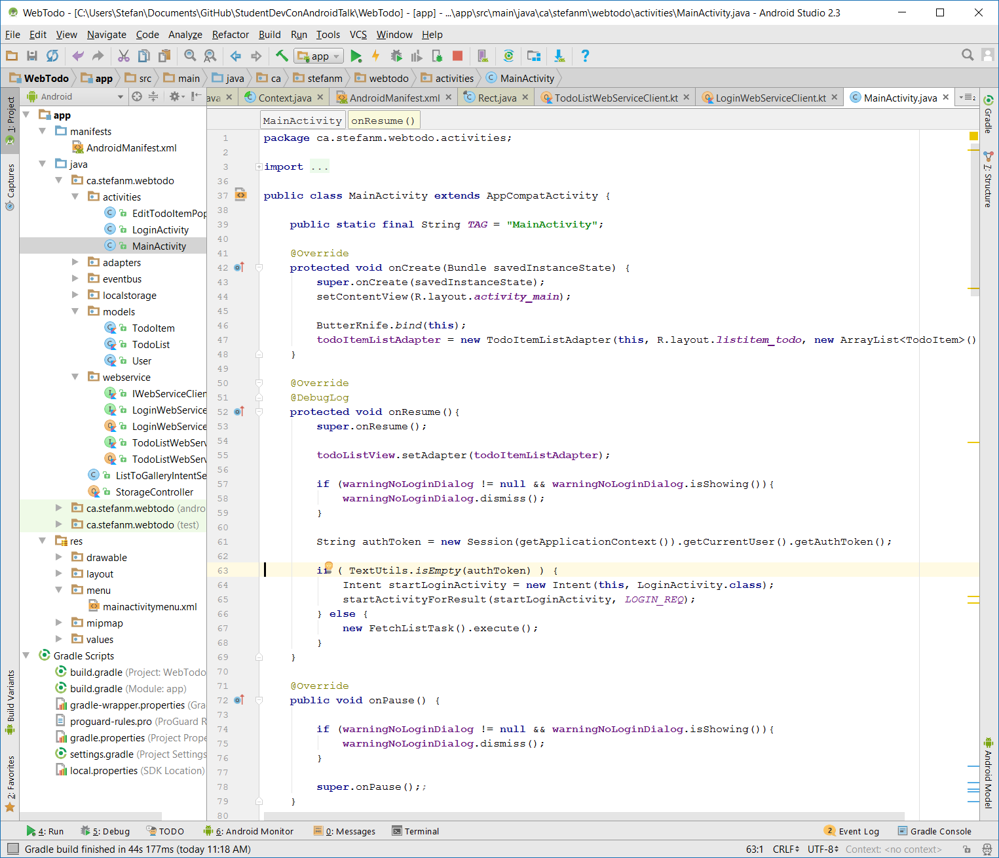 WebTodo - [C:\Users\Stefan\Documents\GitHub\StudentDevConAndroidTalk\WebTodo] - [app] - ...\app\src\main\java\ca\stefanm\webtodo\activities\MainActivity.java - Android Studio 2.3
File Edit View Navigate Code Analyze Refactor Build Run Tools VCS Window Help
app
WebTodo app src main java ca stefanm webtodo activities MainActivity
Android
ava Context.java AndroidManifest.xml Rect.java TodoListWebServiceClient.kt LoginWebServiceClient.kt MainActivity.java 2
1: Project
Captures
Build Variants
2: Favorites
app
manifests
AndroidManifest.xml
java
ca.stefanm.webtodo
activities
EditTodoItemPop
LoginActivity
MainActivity
adapters
eventbus
localstorage
models
TodoItem
TodoList
User
webservice
IWebServiceClien
LoginWebService
LoginWebService
TodoListWebServ
TodoListWebServ
ListToGalleryIntentSe
StorageController
ca.stefanm.webtodo (andro
ca.stefanm.webtodo (test)
res
drawable
layout
menu
mainactivitymenu.xml
mipmap
values
Gradle Scripts
build.gradle (Project: WebTodo
build.gradle (Module: app)
gradle-wrapper.properties (Gra
proguard-rules.pro (ProGuard R
gradle.properties (Project Prope
settings.gradle (Project Settings
local.properties (SDK Location)
MainActivity onResume()
1 package ca.stefanm.webtodo.activities;
2
3 import ...
36
37 public class MainActivity extends AppCompatActivity {
38
39 public static final String TAG = "MainActivity";
40
41 @Override
42 protected void onCreate(Bundle savedInstanceState) {
43 super.onCreate(savedInstanceState);
44 setContentView(R.layout.activity_main);
45
46 ButterKnife.bind(this);
47 todoItemListAdapter = new TodoItemListAdapter(this, R.layout.listitem_todo, new ArrayList<TodoItem>()
48 }
49
50 @Override
51 @DebugLog
52 protected void onResume(){
53 super.onResume();
54
55 todoListView.setAdapter(todoItemListAdapter);
56
57 if (warningNoLoginDialog != null && warningNoLoginDialog.isShowing()){
58 warningNoLoginDialog.dismiss();
59 }
60
61 String authToken = new Session(getApplicationContext()).getCurrentUser().getAuthToken();
62
63 if ( TextUtils.isEmpty(authToken) ) {
64 Intent startLoginActivity = new Intent(this, LoginActivity.class);
65 startActivityForResult(startLoginActivity, LOGIN_REQ);
66 } else {
67 new FetchListTask().execute();
68 }
69 }
70
71 @Override
72 public void onPause() {
73
74 if (warningNoLoginDialog != null && warningNoLoginDialog.isShowing()){
75 warningNoLoginDialog.dismiss();
76 }
77
78 super.onPause();;
79 }
80
Gradle
7: Structure
Android Model
4: Run 5: Debug TODO 6: Android Monitor 0: Messages Terminal 2 Event Log Gradle Console
Gradle build finished in 44s 177ms (today 11:18 AM) 63:1 CRLF UTF-8 Context: <no context>